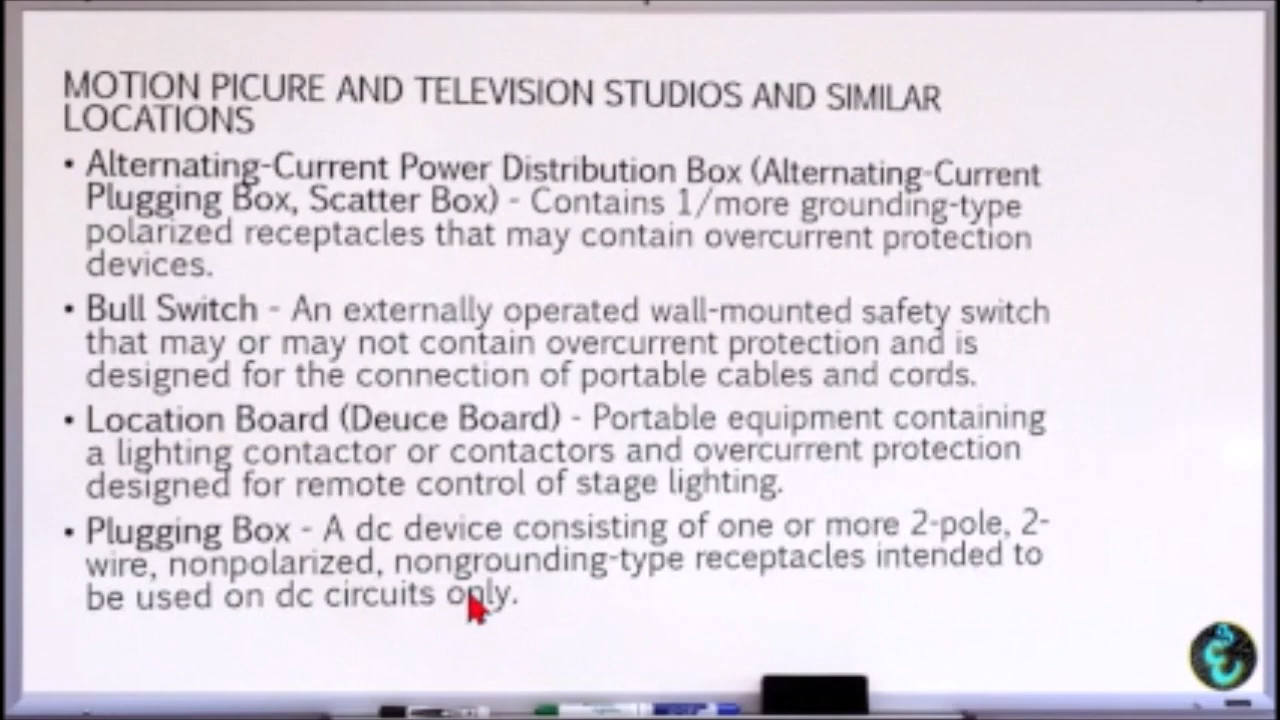 MOTION PICURE AND TELEVISION STUDIOS AND SIMILAR
LOCATIONS
• Alternating-Current Power Distribution Box (Alternating-Current
Plugging Box, Scatter Box) - Contains 1/more grounding-type
polarized receptacles that may contain overcurrent protection
devices.
• Bull Switch - An externally operated wall-mounted safety switch
that may or may not contain overcurrent protection and is
designed for the connection of portable cables and cords.
• Location Board (Deuce Board) - Portable equipment containing
a lighting contactor or contactors and overcurrent protection
designed for remote control of stage lighting.
• Plugging Box - A dc device consisting of one or more 2-pole, 2-
wire, nonpolarized, nongrounding-type receptacles intended to
be used on dc circuits only.